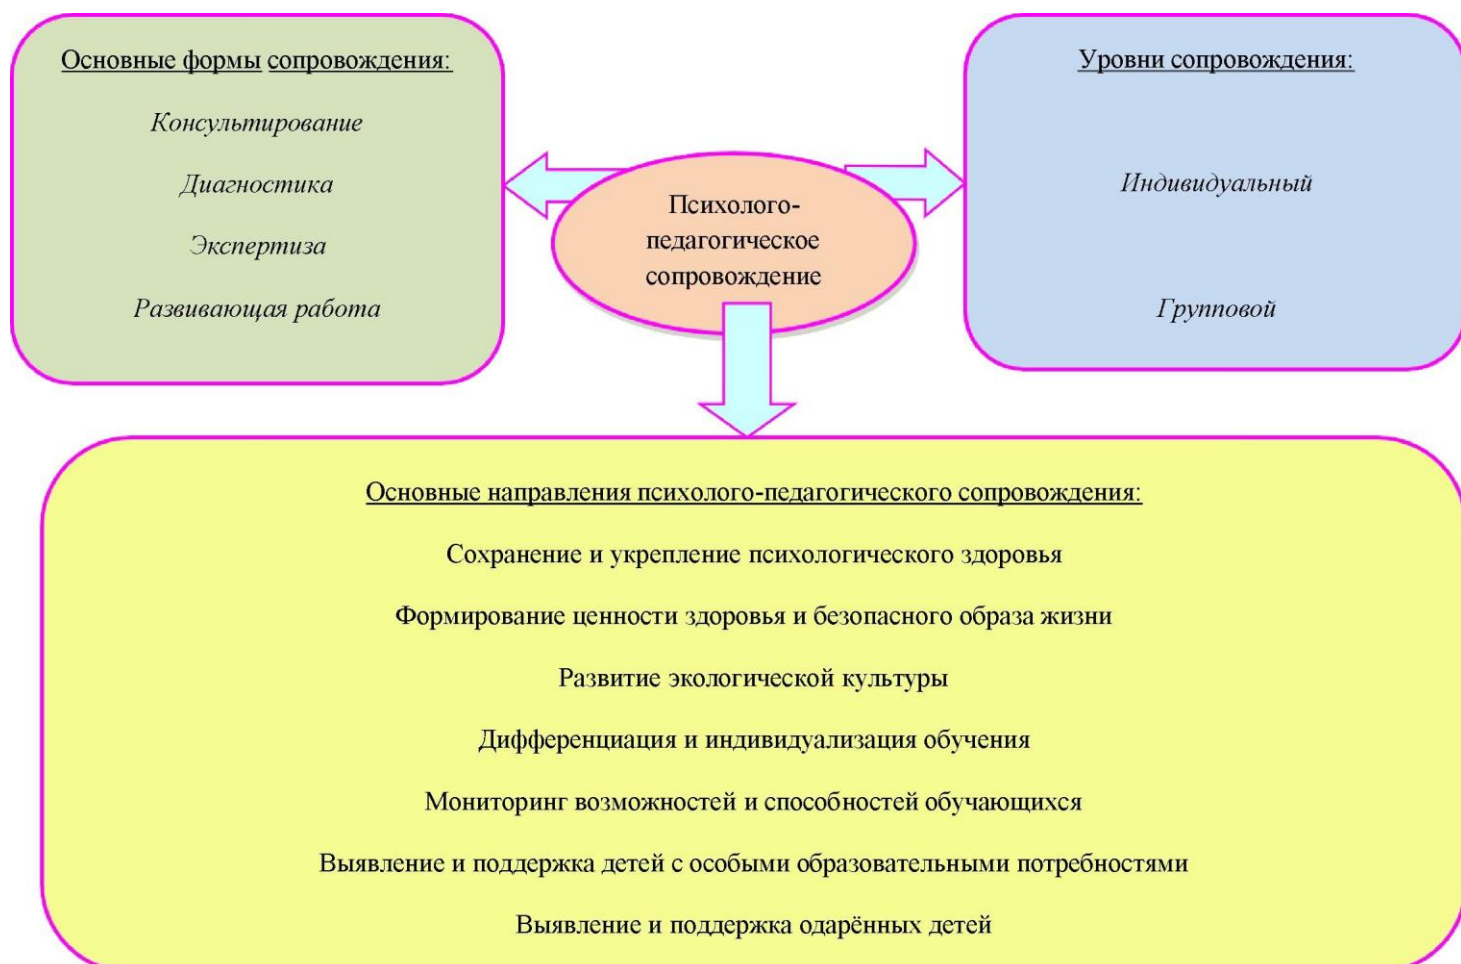 Основные формы сопровождения:
Консультирование
Диагностика
Экспертиза
Развивающая работа
Психолого-
педагогическое
сопровождение
Уровни сопровождения:
Индивидуальный
Групповой
Основные направления психолого-педагогического сопровождения:
Сохранение и укрепление психологического здоровья
Формирование ценности здоровья и безопасного образа жизни
Развитие экологической культуры
Дифференциация и индивидуализация обучения
Мониторинг возможностей и способностей обучающихся
Выявление и поддержка детей с особыми образовательными потребностями
Выявление и поддержка одарённых детей